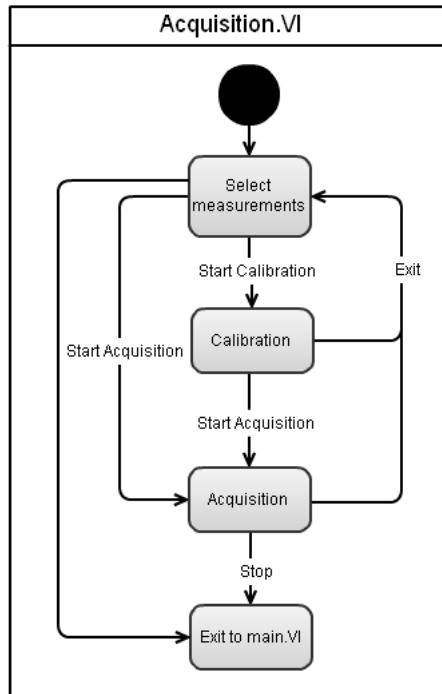 Acquisition.VI
Select
measurements
Start Calibration
Exit
Calibration
Start Acquisition
Start Acquisition
Acquisition
Stop
Exit to main.VI